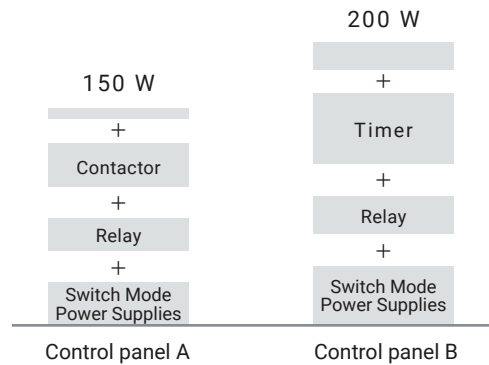 200 W
150 W
+
+
Timer
Contactor
+
+
Relay
Relay
+
+
Switch Mode
Power Supplies
Switch Mode
Power Supplies
Control panel A
Control panel B